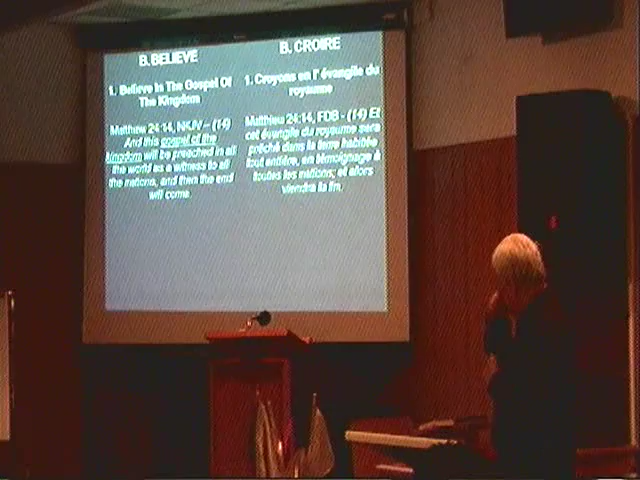 B. BELIEVE
1. Believe In The Gospel Of
The Kingdom
Matthew 24:14, NKJV – (14)
And this gospel of the
kingdom will be preached in all
the world as a witness to all
the nations, and then the end
will come.
B. CROIRE
1. Croyons en l'évangile du
royaume
Matthieu 24:14, FDB - (14) Et
cet évangile du royaume sera
prêché dans la terre habitée
tout entière, en témoignage à
toutes les nations; et alors
viendra la fin.